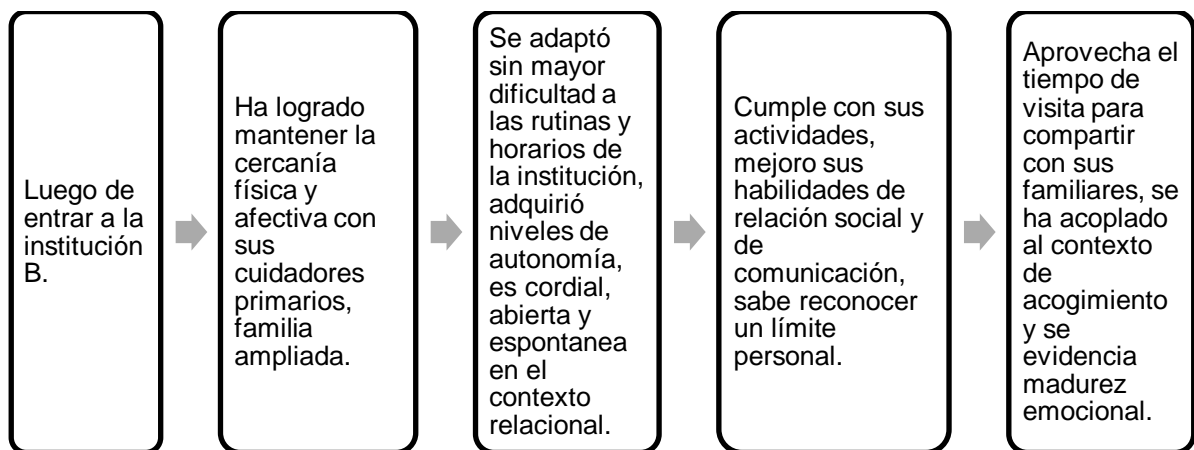 Luego de
entrar a la
institución
B.
Ha logrado
mantener la
cercanía
física y
afectiva con
sus
cuidadores
primarios,
familia
ampliada.
Se adaptó
sin mayor
dificultad a
las rutinas y
horarios de
la institución,
adquirió
niveles de
autonomía,
es cordial,
abierta y
espontanea
en el
contexto
relacional.
Cumple con sus
actividades,
mejoro sus
habilidades de
relación social y
de
comunicación,
sabe reconocer
un límite
personal.
Aprovecha el
tiempo de
visita para
compartir
con sus
familiares, se
ha acoplado
al contexto
de
acogimiento
y se
evidencia
madurez
emocional.